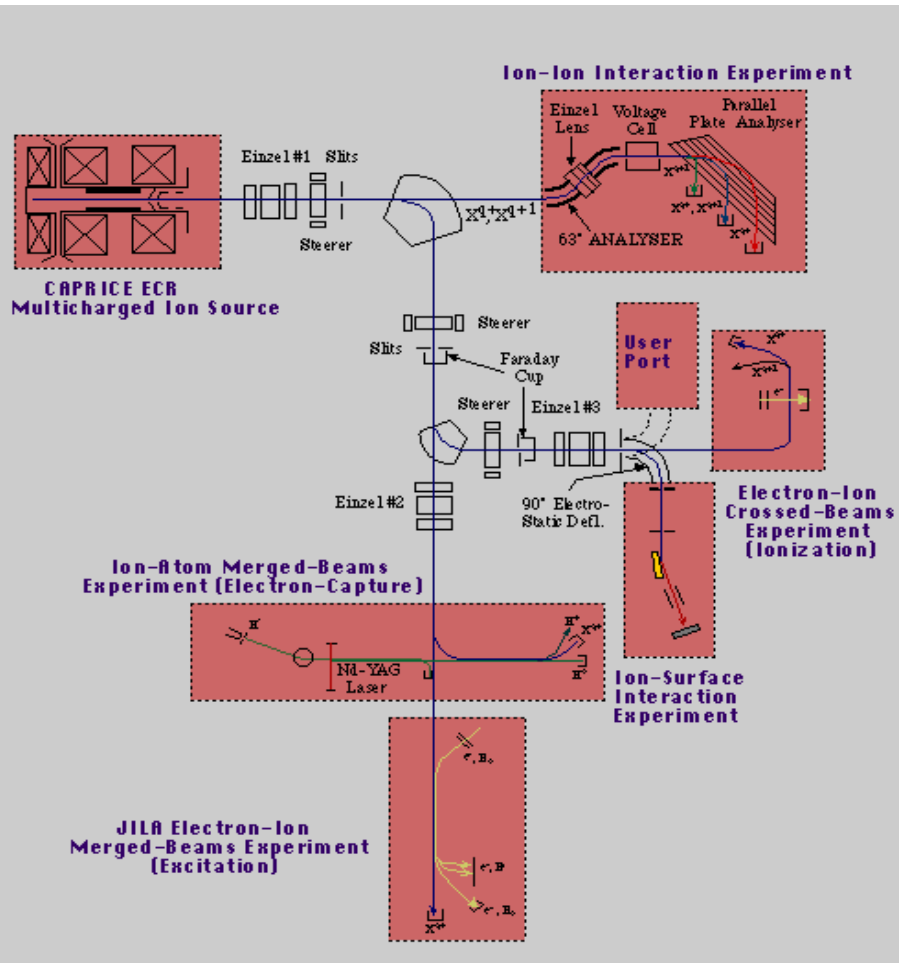 Ion-Ion Interaction Experiment
Einzel
Lens
Voltage
Cell
Parallel
Plate Analyser
Einzel#1 Slits
Steerer
63° ANALYSER
CAPRICE ECR
Multicharged Ion Source
Steerer
Slits
Faraday
Cup
User
Port
Steerer
Einzel#3
Einzel#2
90° Electro-
Static Defl.
Electron-Ion
Crossed-Beams
Experiment
(Ionization)
Ion-Atom Merged-Beams
Experiment (Electron-Capture)
Nd-YAG
Laser
Ion-Surface
Interaction
Experiment
JILA Electron-Ion
Merged-Beams Experiment
(Excitation)